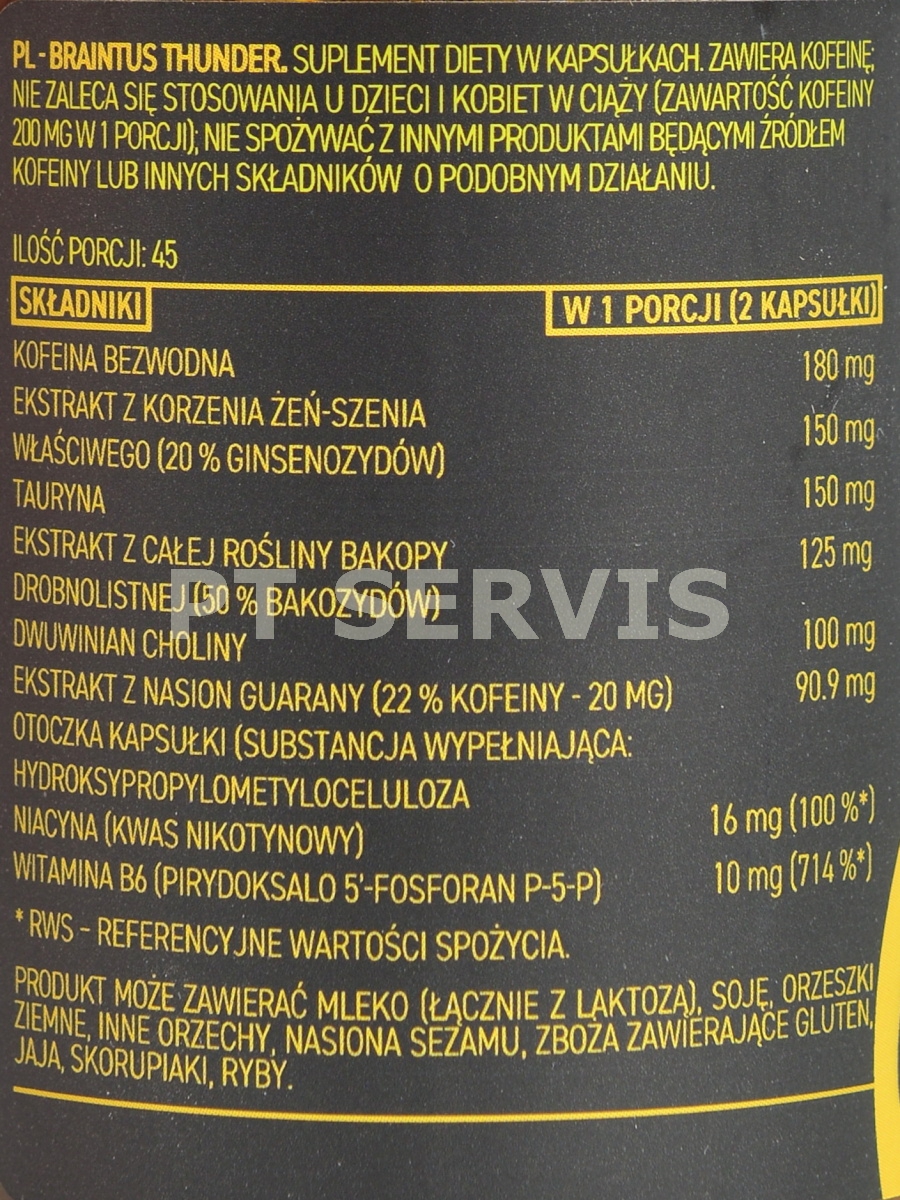 PL - BRAINTUS THUNDER. SUPLEMENT DIETY W KAPSUŁKACH. ZAWIERA KOFEINĘ;
NIE ZALECA SIĘ STOSOWANIA U DZIECI I KOBIET W CIĄŻY (ZAWARTOŚĆ KOFEINY
200 MG W 1 PORCJI); NIE SPOŻYWAĆ Z INNYMI PRODUKTAMI BĘDĄCYMI ŹRÓDŁEM
KOFEINY LUB INNYCH SKŁADNIKÓW O PODOBNYM DZIAŁANIU.
ILOŚĆ PORCJI: 45
SKŁADNIKI W 1 PORCJI (2 KAPSUŁKI)
KOFEINA BEZWODNA 180 mg
EKSTRAKT Z KORZENIA ŻEŃ-SZENIA
WŁAŚCIWEGO (20 % GINSENOZYDÓW) 150 mg
TAURYNA 150 mg
EKSTRAKT Z CAŁEJ ROŚLINY BAKOPY 125 mg
DROBNOLISTNEJ (50 % BAKOZYDÓW)
PT SERVIS
DWUWINIAN CHOLINY 100 mg
EKSTRAKT Z NASION GUARANY (22 % KOFEINY - 20 MG) 90.9 mg
OTOCZKA KAPSUŁKI (SUBSTANCJA WYPEŁNIAJĄCA:
HYDROKSYPROPYLOMETYLOCELULOZA
NIACYNA (KWAS NIKOTYNOWY) 16 mg (100 %*)
WITAMINA B6 (PIRYDOKSALO 5'-FOSFORAN P-5-P) 10 mg (714 %*)
* RWS - REFERENCYJNE WARTOŚCI SPOŻYCIA.
PRODUKT MOŻE ZAWIERAĆ MLEKO (ŁĄCZNIE Z LAKTOZĄ), SOJĘ, ORZESZKI
ZIEMNE, INNE ORZECHY, NASIONA SEZAMU, ZBOŻA ZAWIERAJĄCE GLUTEN,
JAJA, SKORUPIAKI, RYBY.